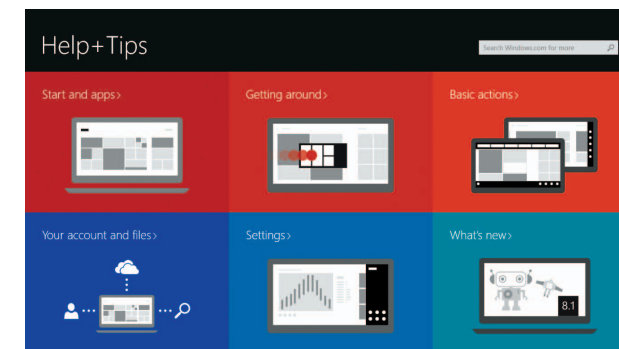 Help+Tips
Search Windows.com for more
Start and apps>
Getting around>
Basic actions>
Your account and files>
Settings>
What's new>
8.1